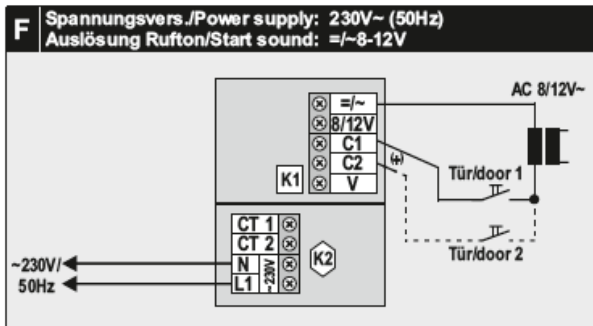 F
Spannungsvers./Power supply: 230V~ (50Hz)
Auslösung Rufton/Start sound: =/~8-12V
AC 8/12V~
=/~
8/12V
C1
C2
(+)
V
K1
Tür/door 1
Tür/door 2
CT 1
CT 2
N
L1
~230V
K2
~230V/
50Hz